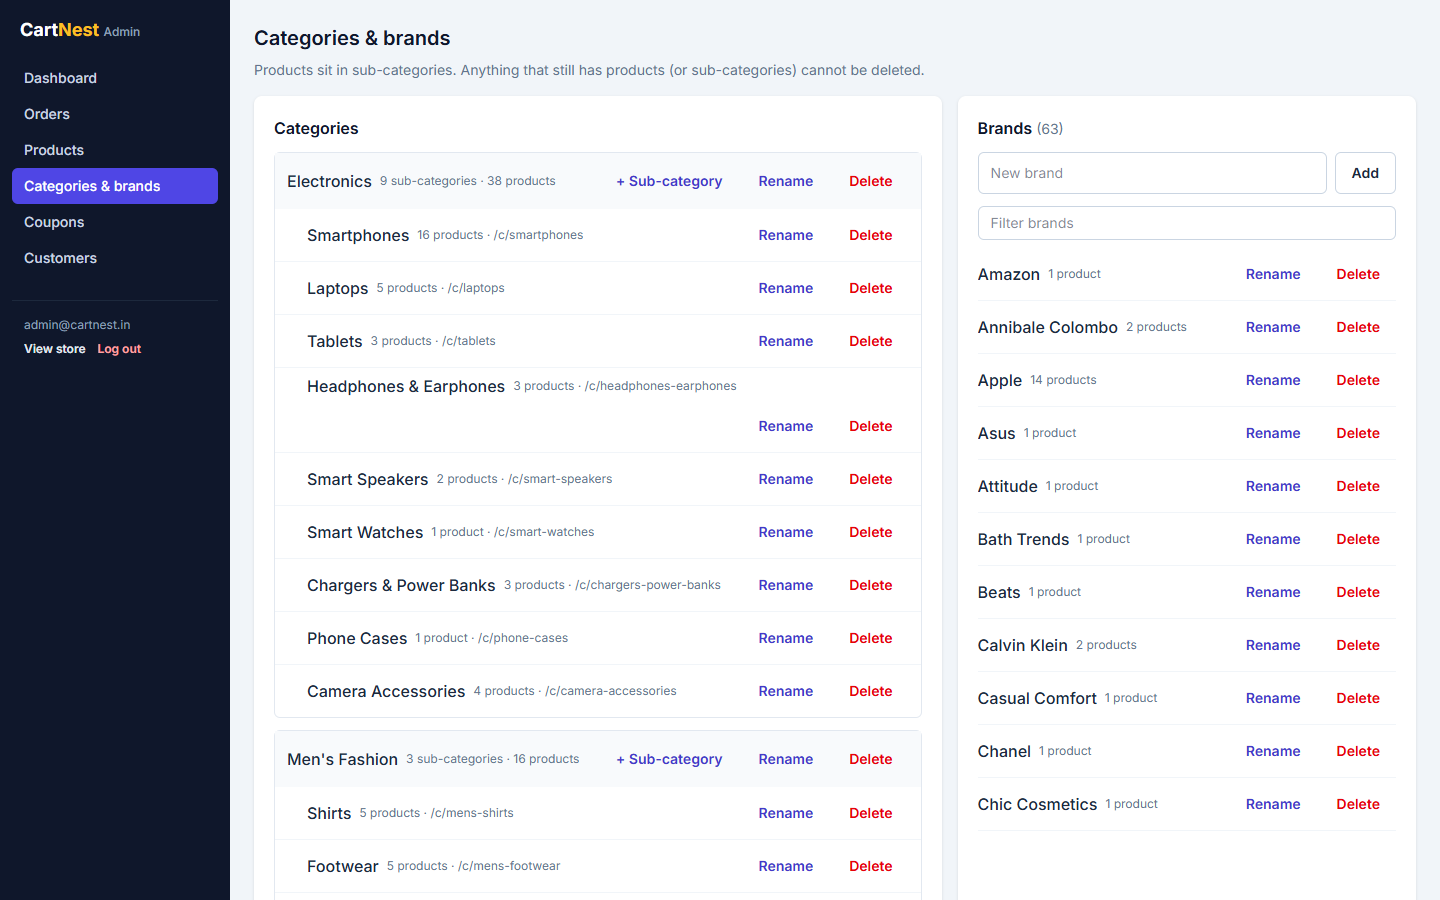 CartNest Admin
Dashboard
Orders
Products
Categories & brands
Coupons
Customers
admin@cartnest.in
View store Log out
Categories & brands
Products sit in sub-categories. Anything that still has products (or sub-categories) cannot be deleted.
Categories
Electronics 9 sub-categories · 38 products + Sub-category Rename Delete
Smartphones 16 products · /c/smartphones Rename Delete
Laptops 5 products · /c/laptops Rename Delete
Tablets 3 products · /c/tablets Rename Delete
Headphones & Earphones 3 products · /c/headphones-earphones
Rename Delete
Smart Speakers 2 products · /c/smart-speakers Rename Delete
Smart Watches 1 product · /c/smart-watches Rename Delete
Chargers & Power Banks 3 products · /c/chargers-power-banks Rename Delete
Phone Cases 1 product · /c/phone-cases Rename Delete
Camera Accessories 4 products · /c/camera-accessories Rename Delete
Men's Fashion 3 sub-categories · 16 products + Sub-category Rename Delete
Shirts 5 products · /c/mens-shirts Rename Delete
Footwear 5 products · /c/mens-footwear Rename Delete
Brands (63)
New brand Add
Filter brands
Amazon 1 product Rename Delete
Annibale Colombo 2 products Rename Delete
Apple 14 products Rename Delete
Asus 1 product Rename Delete
Attitude 1 product Rename Delete
Bath Trends 1 product Rename Delete
Beats 1 product Rename Delete
Calvin Klein 2 products Rename Delete
Casual Comfort 1 product Rename Delete
Chanel 1 product Rename Delete
Chic Cosmetics 1 product Rename Delete